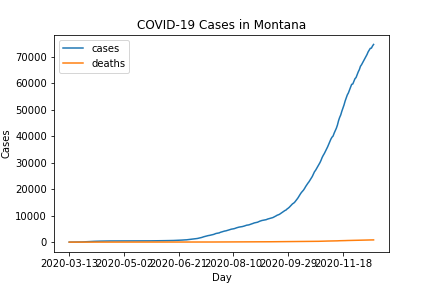 COVID-19 Cases in Montana
cases
deaths
70000
60000
50000
40000
30000
20000
10000
0
Cases
2020-03-13 2020-05-02 2020-06-21 2020-08-10 2020-09-29 2020-11-18
Day